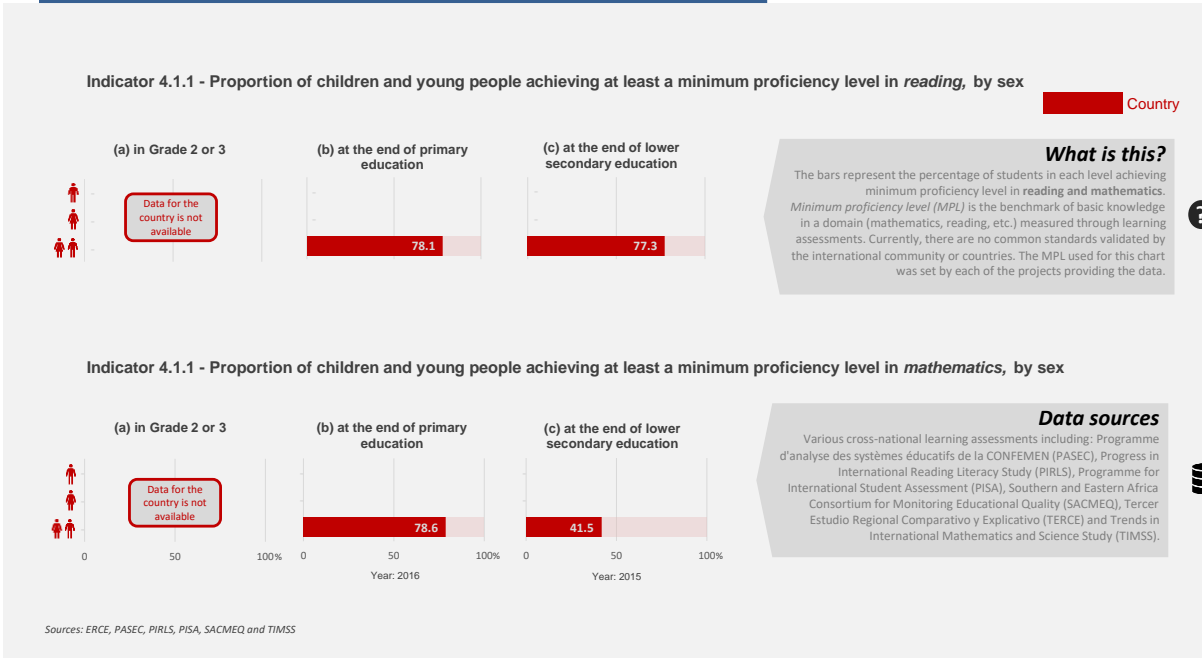 Indicator 4.1.1 - Proportion of children and young people achieving at least a minimum proficiency level in reading, by sex
Country
(a) in Grade 2 or 3
Data for the
country is not
available
(b) at the end of primary
education
-
-
78.1
(c) at the end of lower
secondary education
-
-
77.3
What is this?
The bars represent the percentage of students in each level achieving
minimum proficiency level in reading and mathematics.
Minimum proficiency level (MPL) is the benchmark of basic knowledge
in a domain (mathematics, reading, etc.) measured through learning
assessments. Currently, there are no common standards validated by
the international community or countries. The MPL used for this chart
was set by each of the projects providing the data.
?
Indicator 4.1.1 - Proportion of children and young people achieving at least a minimum proficiency level in mathematics, by sex
(a) in Grade 2 or 3
Data for the
country is not
available
0 50 100%
(b) at the end of primary
education
-
-
78.6
0 50 100%
Year: 2016
(c) at the end of lower
secondary education
-
-
41.5
0 50 100%
Year: 2015
Data sources
Various cross-national learning assessments including: Programme
d'analyse des systèmes éducatifs de la CONFEMEN (PASEC), Progress in
International Reading Literacy Study (PIRLS), Programme for
International Student Assessment (PISA), Southern and Eastern Africa
Consortium for Monitoring Educational Quality (SACMEQ), Tercer
Estudio Regional Comparativo y Explicativo (TERCE) and Trends in
International Mathematics and Science Study (TIMSS).
Sources: ERCE, PASEC, PIRLS, PISA, SACMEQ and TIMSS